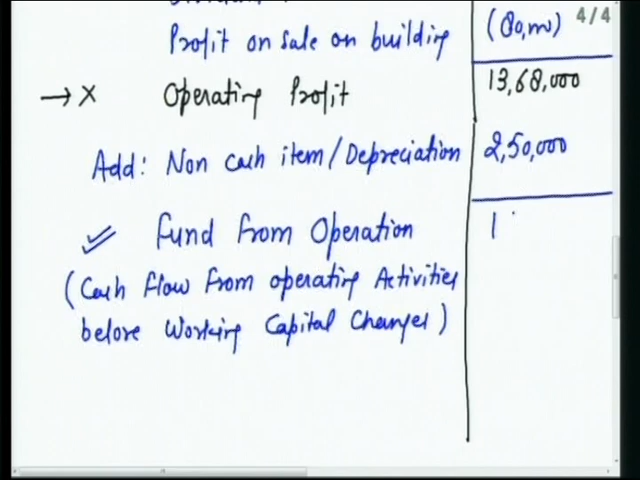 Profit on sale on building (80,000) 4/4
→ X Operating Profit 13,68,000
Add: Non cash item/Depreciation 2,50,000
Fund From Operation 1
(Cash Flow From operating Activities
before Working Capital Changes)